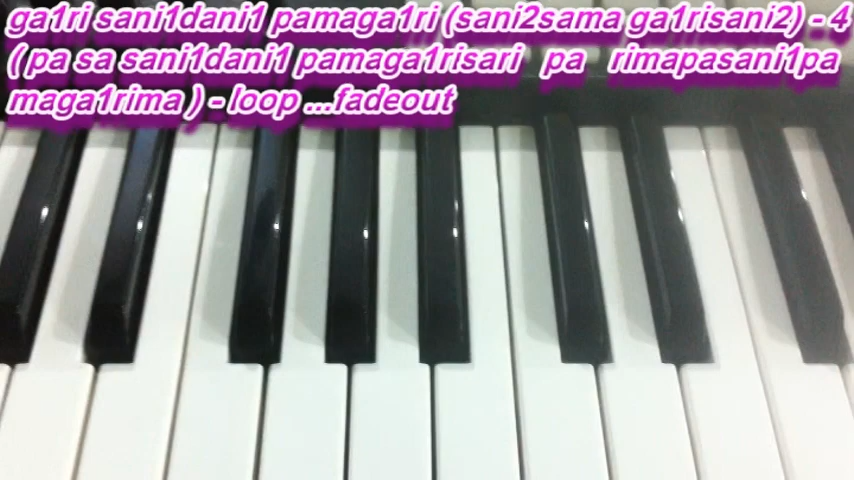 ga1ri sani1dani1 pamaga1ri (sani2sama ga1risani2) - 4
( pa sa sani1dani1 pamaga1risari pa rimapasani1pa
maga1rima ) - loop ...fadeout